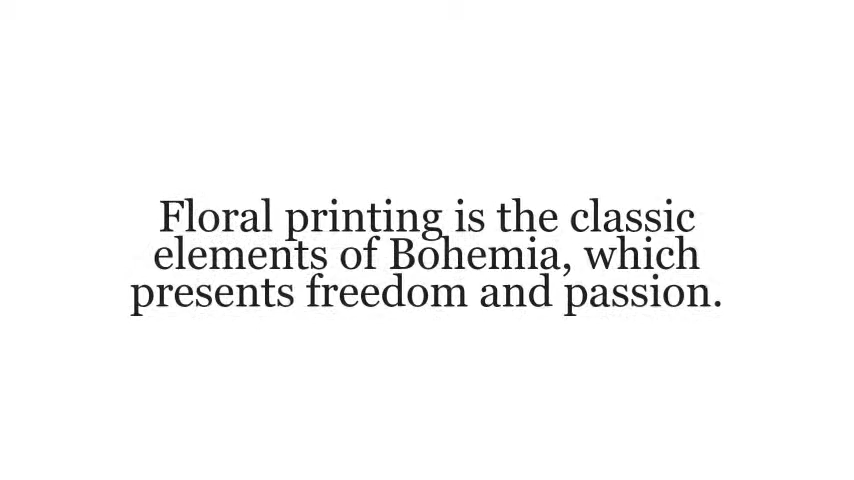 Floral printing is the classic
elements of Bohemia, which
presents freedom and passion.